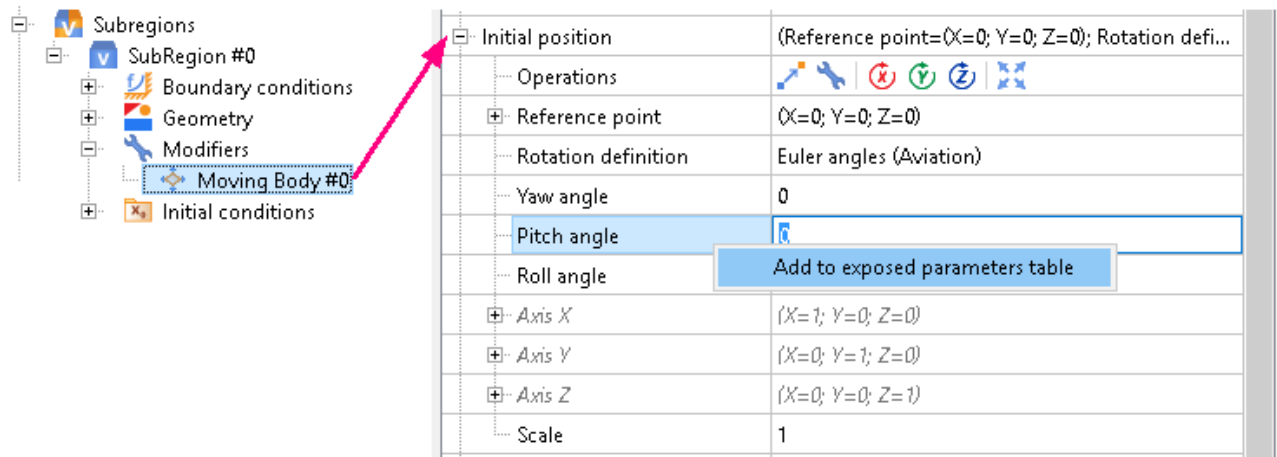 Subregions
SubRegion #0
Boundary conditions
Geometry
Modifiers
Moving Body #0
Initial conditions
Initial position (Reference point=(X=0; Y=0; Z=0); Rotation defi...
Operations
Reference point (X=0; Y=0; Z=0)
Rotation definition Euler angles (Aviation)
Yaw angle 0
Pitch angle 0
Add to exposed parameters table
Roll angle
Axis X (X=1; Y=0; Z=0)
Axis Y (X=0; Y=1; Z=0)
Axis Z (X=0; Y=0; Z=1)
Scale 1